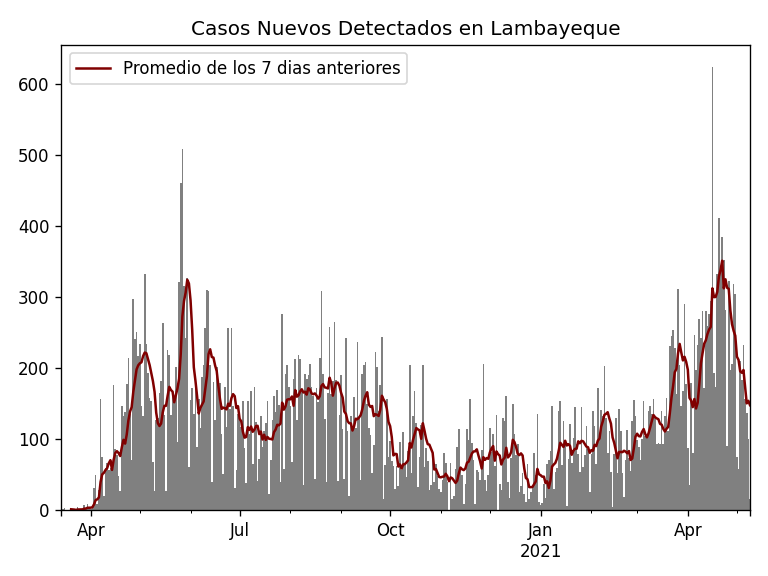 Casos Nuevos Detectados en Lambayeque
Promedio de los 7 dias anteriores
600
500
400
300
200
100
0
Apr
Jul
Oct
Jan
2021
Apr